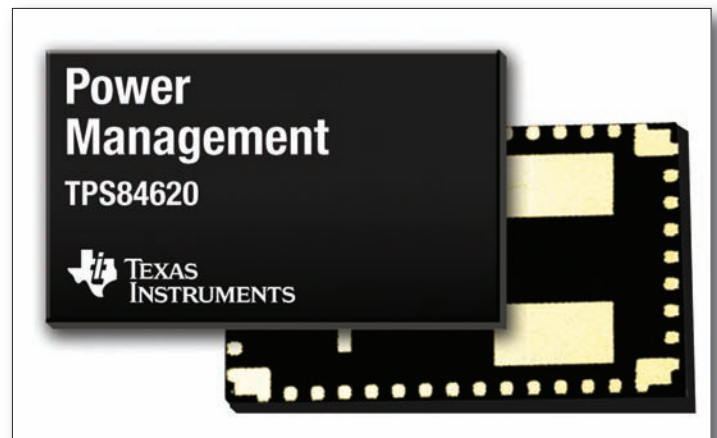 Power
Management
TPS84620
TEXAS
INSTRUMENTS